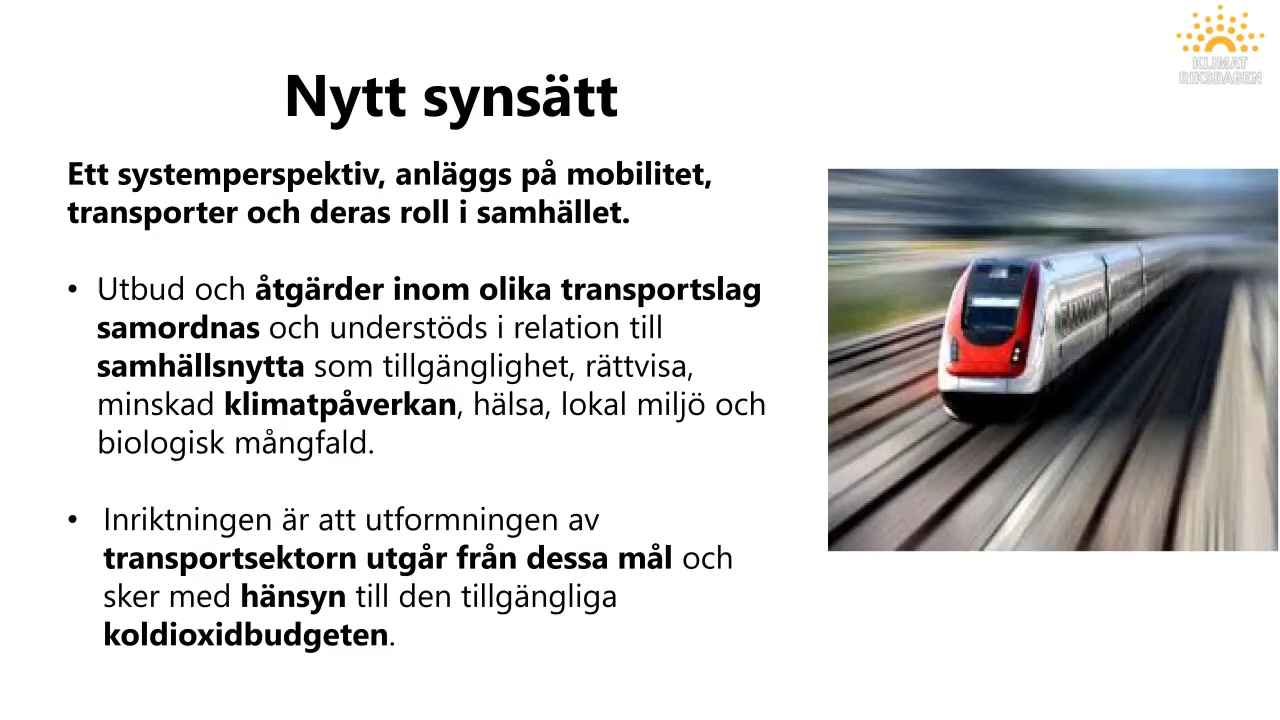 KLIMAT
RIKSDAGEN
Nytt synsätt
Ett systemperspektiv, anläggs på mobilitet,
transporter och deras roll i samhället.
• Utbud och åtgärder inom olika transportslag
samordnas och understöds i relation till
samhällsnytta som tillgänglighet, rättvisa,
minskad klimatpåverkan, hälsa, lokal miljö och
biologisk mångfald.
• Inriktningen är att utformningen av
transportsektorn utgår från dessa mål och
sker med hänsyn till den tillgängliga
koldioxidbudgeten.